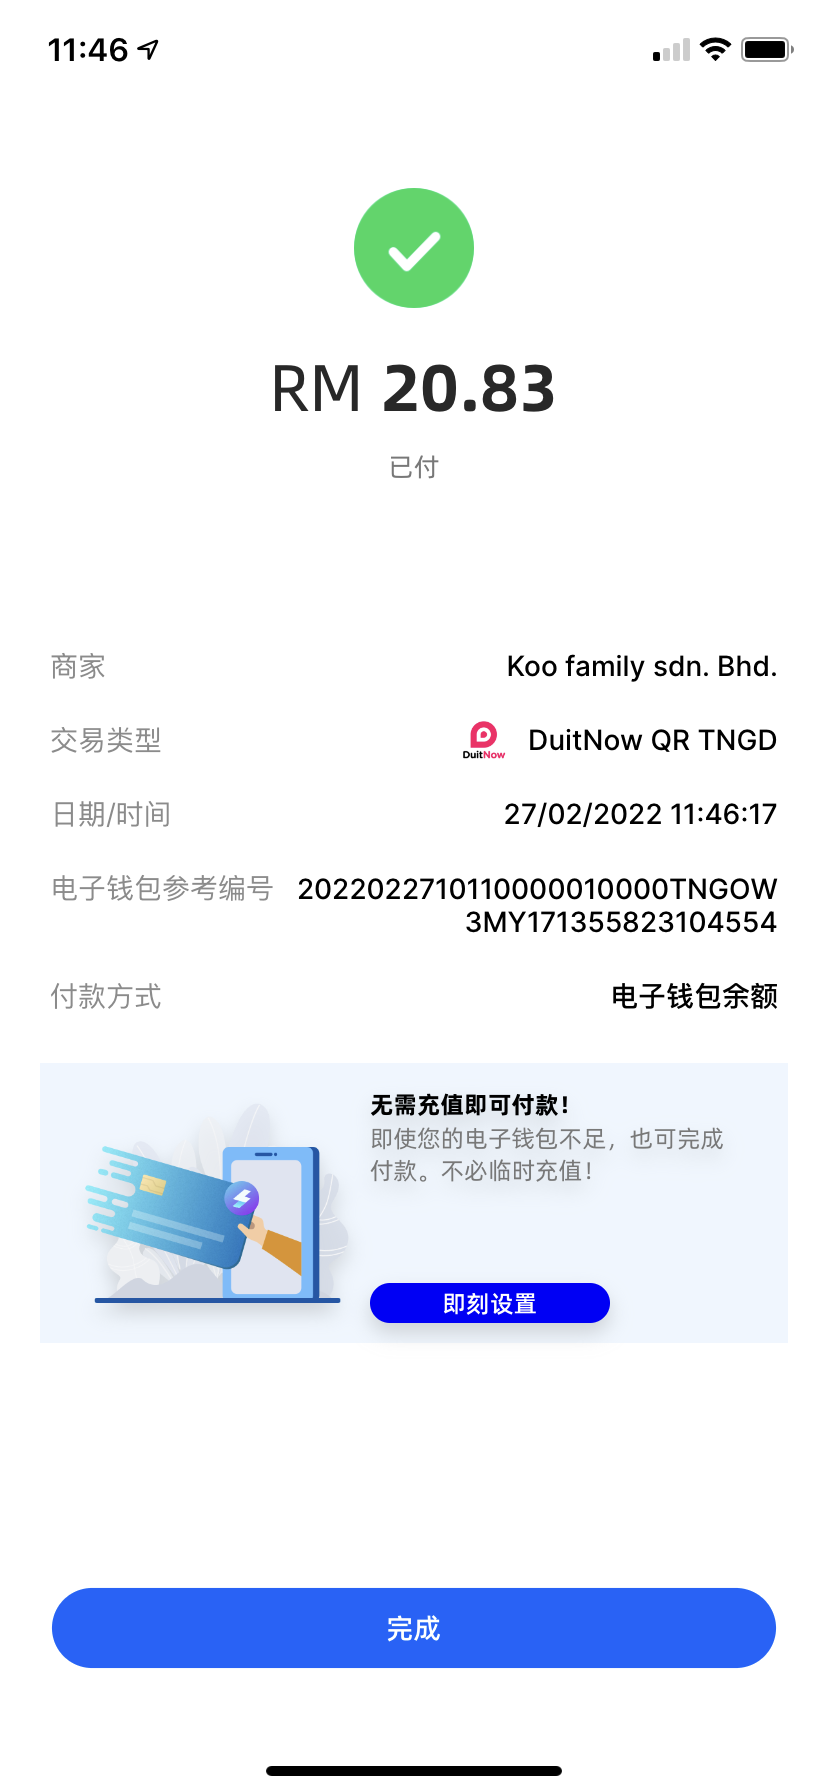 11:46
RM 20.83
已付
商家 Koo family sdn. Bhd.
交易类型 DuitNow DuitNow QR TNGD
日期/时间 27/02/2022 11:46:17
电子钱包参考编号 20220227101100000010000TNGOW
3MY171355823104554
付款方式 电子钱包余额
无需充值即可付款!
即使您的电子钱包不足，也可完成
付款。不必临时充值!
即刻设置
完成